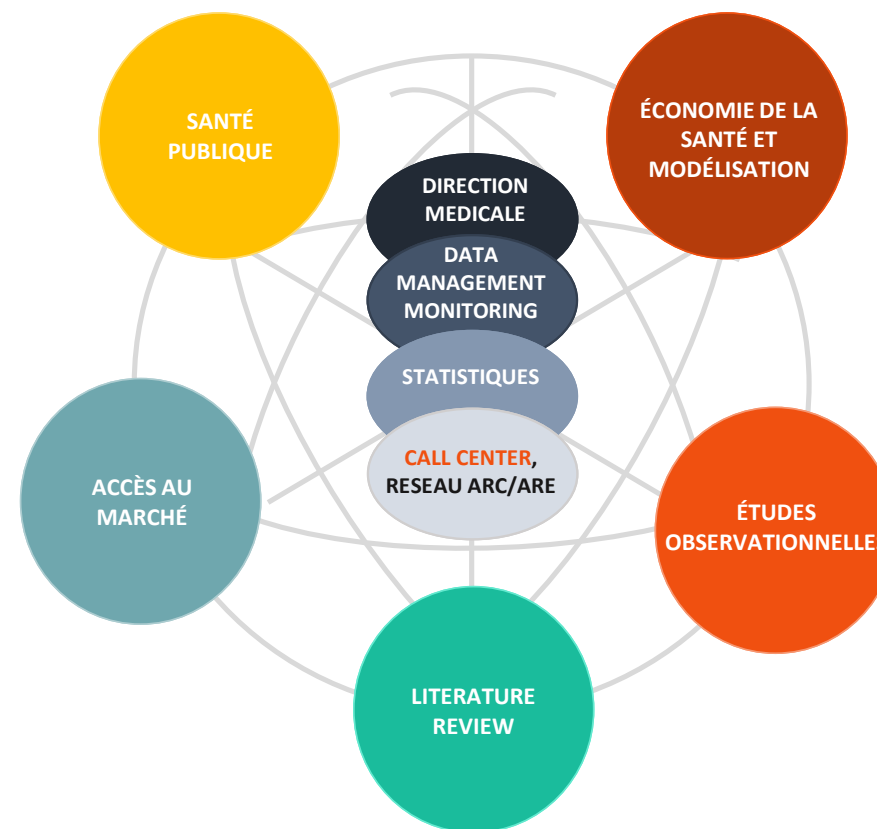 SANTÉ
PUBLIQUE
ÉCONOMIE DE LA
SANTÉ ET
MODÉLISATION
DIRECTION
MEDICALE
DATA
MANAGEMENT
MONITORING
STATISTIQUES
CALL CENTER,
RESEAU ARC/ARE
ACCÈS AU
MARCHÉ
ÉTUDES
OBSERVATIONNELLE
LITERATURE
REVIEW